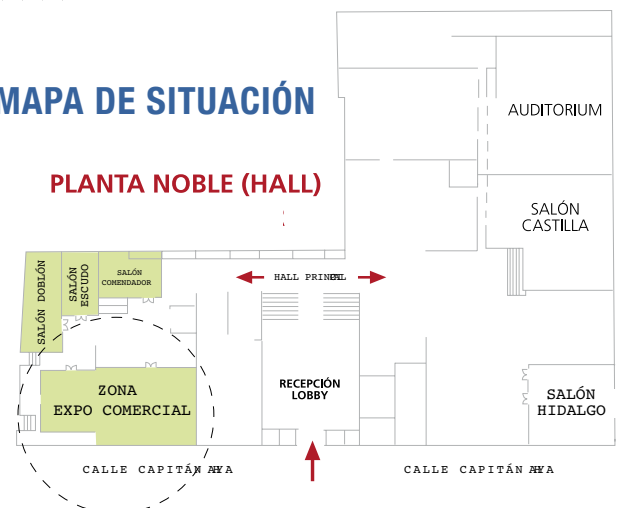 MAPA DE SITUACIÓN
PLANTA NOBLE (HALL)
AUDITORIUM
SALÓN
CASTILLA
SALÓN DOBLÓN
SALÓN
ESCUDO
SALÓN
COMENDADOR
HALL
ZONA
EXPO COMERCIAL
RECEPCIÓN
LOBBY
SALÓN
HIDALGO
CALLE CAPITÁN
CALLE CAPITÁN